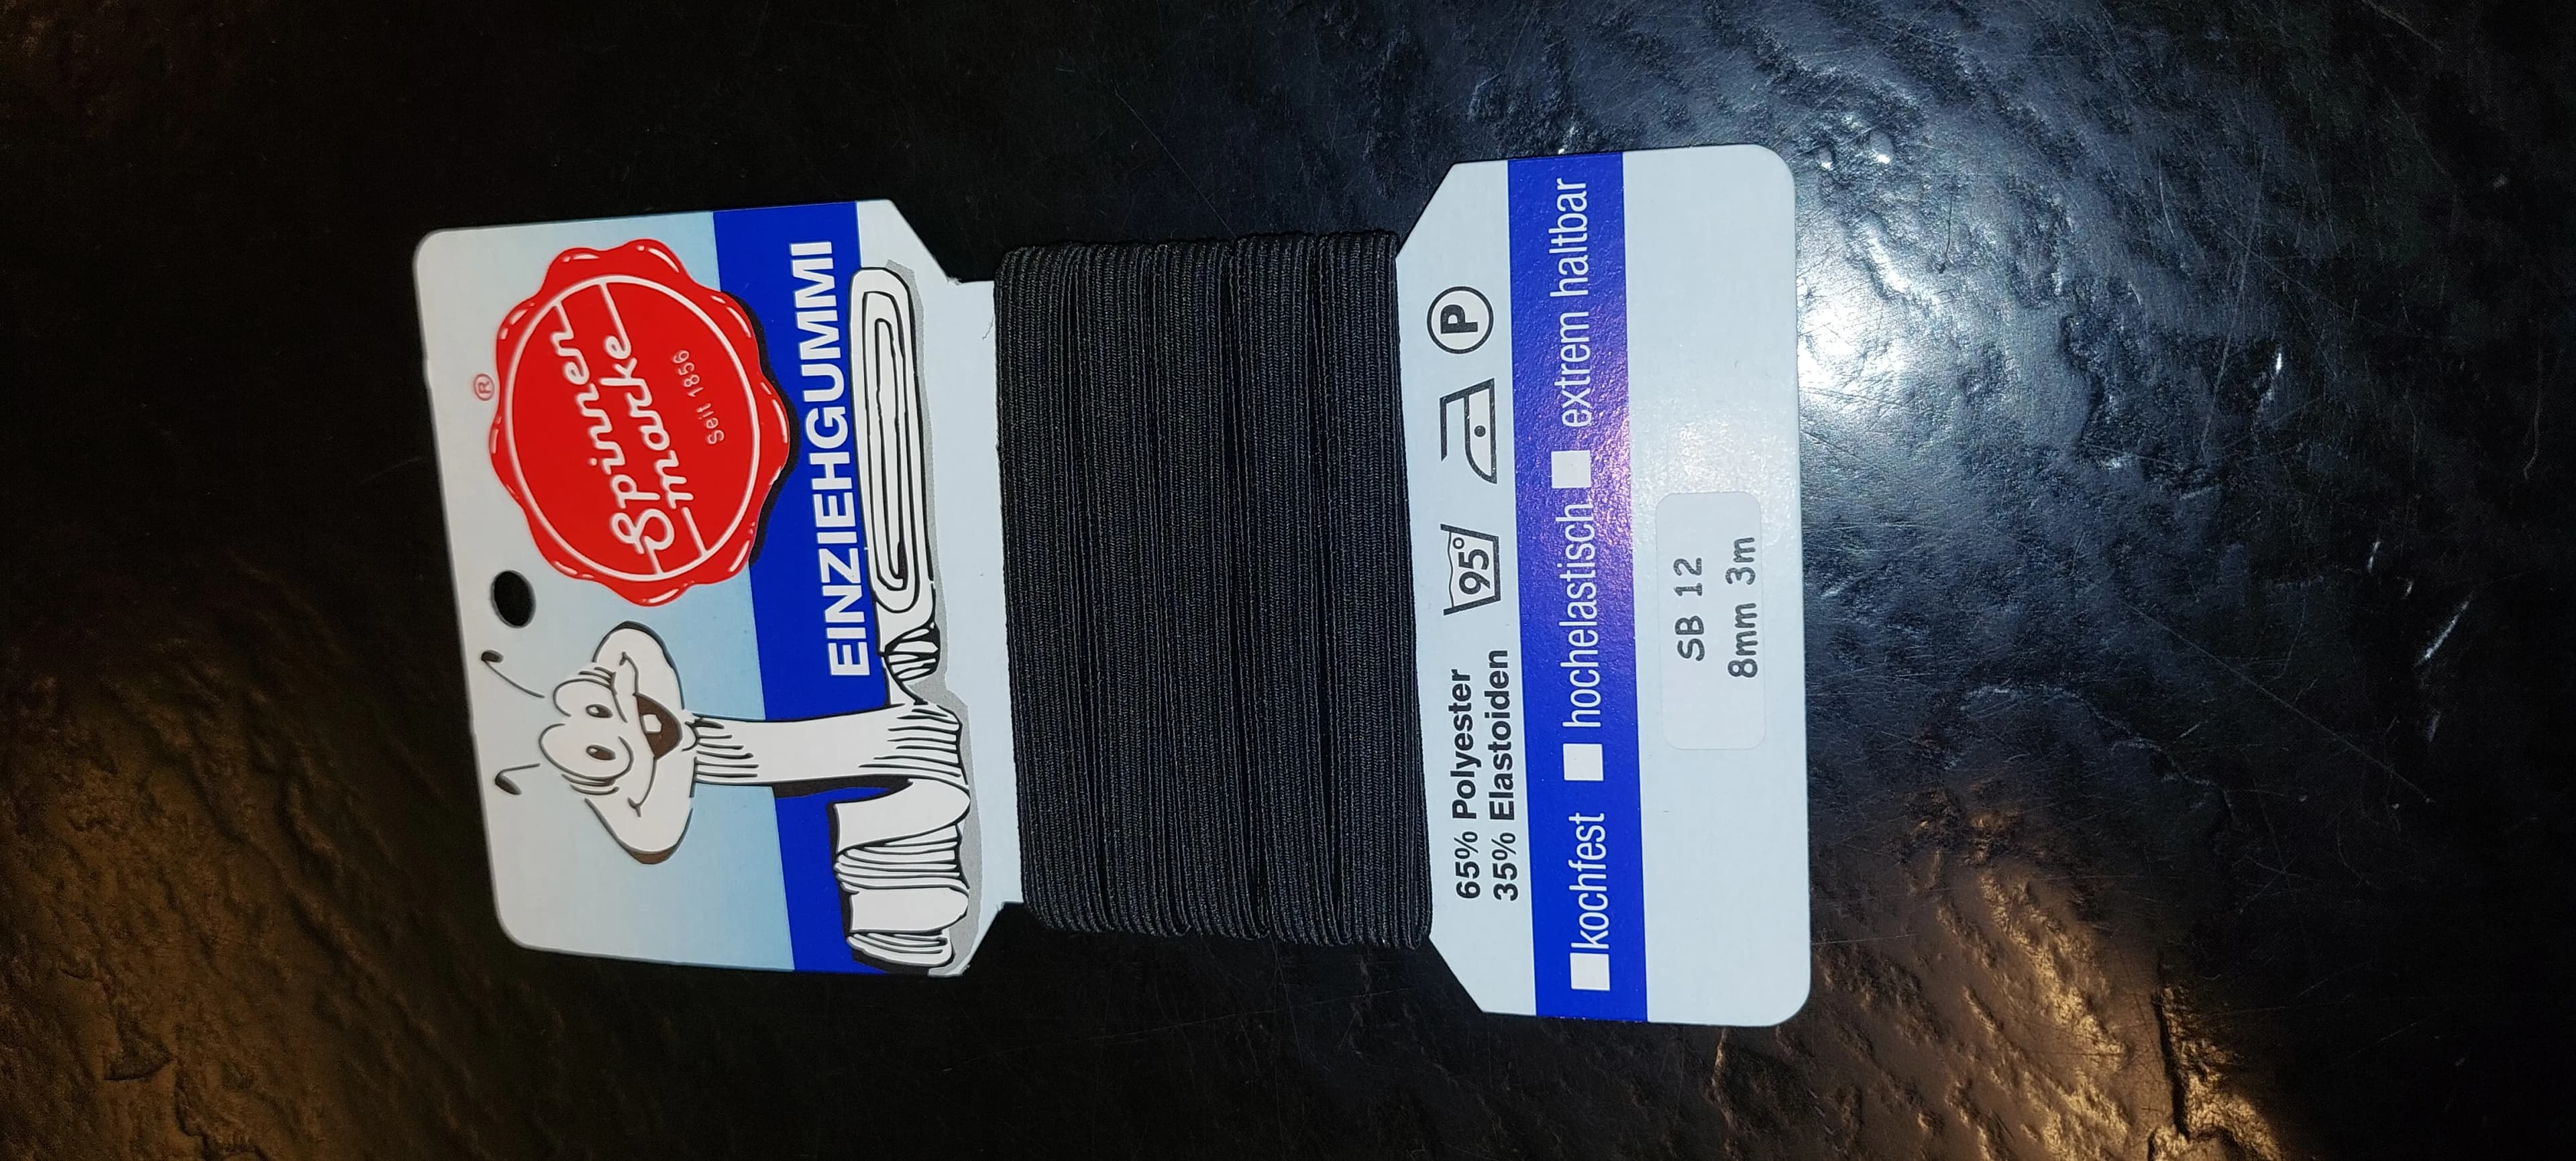 ®
Spinnen
marke
Seit 1856
EINZIEHGUMMI
65% Polyester
35% Elastoiden
95°
P
kochfest hochelastisch extrem haltbar
SB 12
8mm 3m